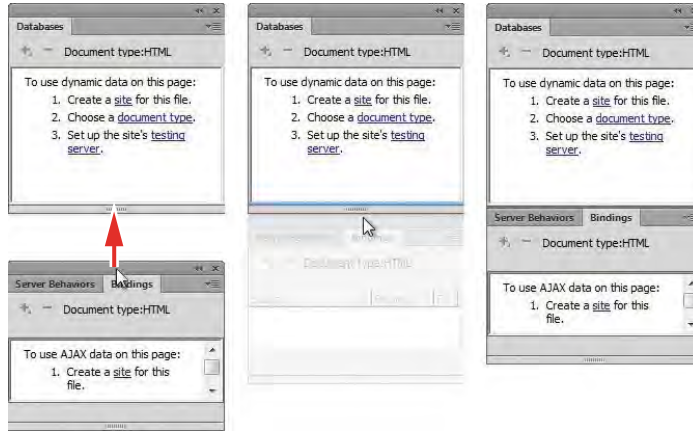 Databases
Document type:HTML
To use dynamic data on this page:
1. Create a site for this file.
2. Choose a document type.
3. Set up the site's testing
server.
Server Behaviors Bindings
Document type:HTML
To use AJAX data on this page:
1. Create a site for this
file.
Databases
Document type:HTML
To use dynamic data on this page:
1. Create a site for this file.
2. Choose a document type.
3. Set up the site's testing
server.
Document type:HTML
Databases
Document type:HTML
To use dynamic data on this page:
1. Create a site for this file.
2. Choose a document type.
3. Set up the site's testing
server.
Server Behaviors Bindings
Document type:HTML
To use AJAX data on this page:
1. Create a site for this
file.